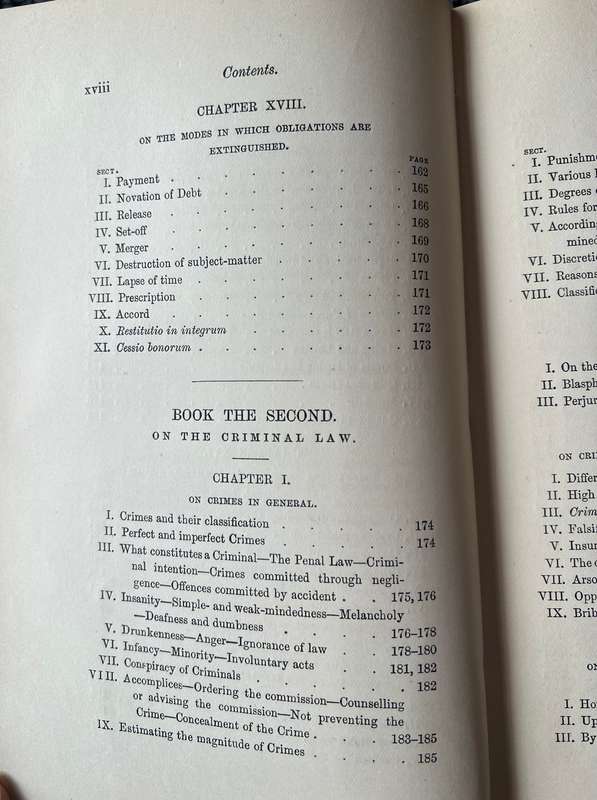 xviii
Contents.
CHAPTER XVIII.
ON THE MODES IN WHICH OBLIGATIONS ARE
EXTINGUISHED.
SECT. PAGE
I. Payment . . . . . . . . 162
II. Novation of Debt . . . . . . 165
III. Release . . . . . . . . 166
IV. Set-off . . . . . . . . 168
V. Merger . . . . . . . . 169
VI. Destruction of subject-matter . . . . . 170
VII. Lapse of time . . . . . . . 171
VIII. Prescription . . . . . . . 171
IX. Accord . . . . . . . . 172
X. Restitutio in integrum . . . . . . 172
XI. Cessio bonorum . . . . . . . 173
BOOK THE SECOND.
ON THE CRIMINAL LAW.
CHAPTER I.
ON CRIMES IN GENERAL.
I. Crimes and their classification . . . . . 174
II. Perfect and imperfect Crimes . . . . . 174
III. What constitutes a Criminal—The Penal Law—Crimi-
nal intention—Crimes committed through negli-
gence—Offences committed by accident . . 175, 176
IV. Insanity—Simple- and weak-mindedness—Melancholy
—Deafness and dumbness . . . . 176–178
V. Drunkenness—Anger—Ignorance of law . . 178–180
VI. Infancy—Minority—Involuntary acts . . 181, 182
VII. Conspiracy of Criminals . . . . . . 182
VIII. Accomplices—Ordering the commission—Counselling
or advising the commission—Not preventing the
Crime—Concealment of the Crime . . . 183–185
IX. Estimating the magnitude of Crimes . . . 185
SECT.
I. Punishm
II. Various
III. Degrees
IV. Rules for
V. According
mined
VI. Discreti
VII. Reasons
VIII. Classif
I. On the
II. Blasph
III. Perjur
ON CRI
I. Differ
II. High
III. Crim
IV. Falsi
V. Insur
VI. The
VII. Arso
VIII. Opp
IX. Brib
I. Ho
II. Up
III. By